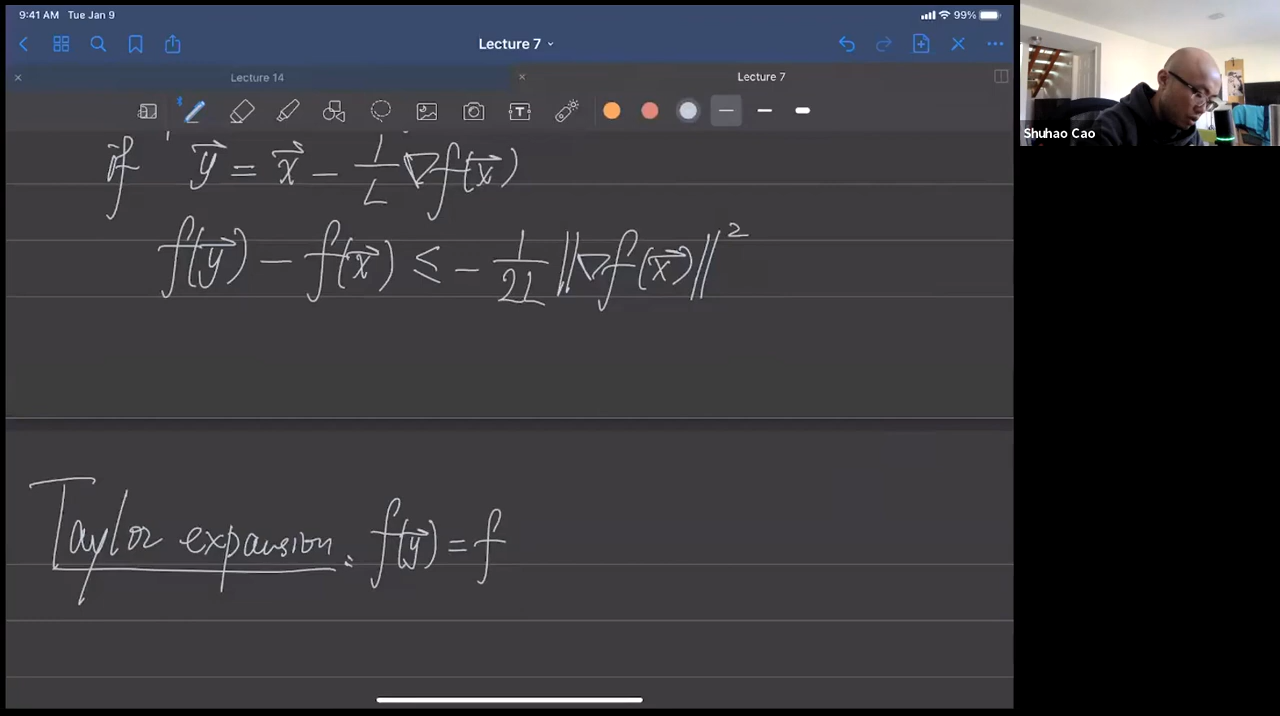 9:41 AM Tue Jan 9
99%
Lecture 7
Lecture 14
Lecture 7
Shuhao Cao
if y⃗ = x⃗ − 1/L ∇f(x⃗)
f(y⃗) − f(x⃗) ≤ − 1/2L ‖∇f(x⃗)‖²
Taylor expansion: f(y⃗) = f